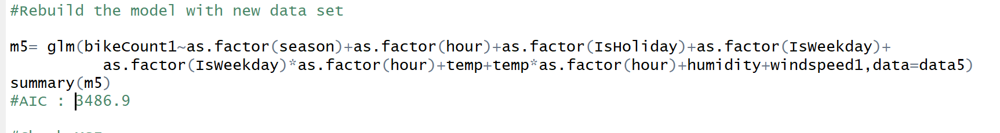 #Rebuild the model with new data set
m5= glm(bikeCount1~as.factor(season)+as.factor(hour)+as.factor(IsHoliday)+as.factor(IsWeekday)+
as.factor(IsWeekday)*as.factor(hour)+temp+temp*as.factor(hour)+humidity+windspeed1,data=data5)
summary(m5)
#AIC : 3486.9